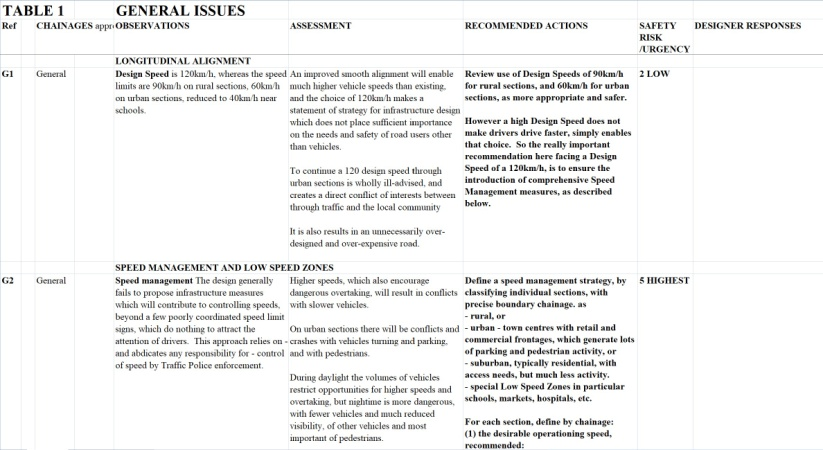 TABLE 1 GENERAL ISSUES
Ref CHAINAGES appr OBSERVATIONS ASSESSMENT RECOMMENDED ACTIONS SAFETY RISK /URGENCY DESIGNER RESPONSES
LONGITUDINAL ALIGNMENT
G1
General
Design Speed is 120km/h, whereas the speed
limits are 90km/h on rural sections, 60km/h
on urban sections, reduced to 40km/h near
schools.
An improved smooth alignment will enable
much higher vehicle speeds than existing,
and the choice of 120km/h makes a
statement of strategy for infrastructure design
which does not place sufficient importance
on the needs and safety of road users other
than vehicles.
To continue a 120 design speed through
urban sections is wholly ill-advised, and
creates a direct conflict of interests between
through traffic and the local community
It is also results in an unnecessarily over-
designed and over-expensive road.
Review use of Design Speeds of 90km/h
for rural sections, and 60km/h for urban
sections, as more appropriate and safer.
However a high Design Speed does not
make drivers drive faster, simply enables
that choice. So the really important
recommendation here facing a Design
Speed of a 120km/h, is to ensure the
introduction of comprehensive Speed
Management measures, as described
below.
2 LOW
SPEED MANAGEMENT AND LOW SPEED ZONES
G2
General
Speed management The design generally
fails to propose infrastructure measures
which will contribute to controlling speeds,
beyond a few poorly coordinated speed limit
signs, which do nothing to attract the
attention of drivers. This approach relies on -
and abdicates any responsibility for - control
of speed by Traffic Police enforcement.
Higher speeds, which also encourage
dangerous overtaking, will result in conflicts
with slower vehicles.
On urban sections there will be conflicts and
crashes with vehicles turning and parking,
and with pedestrians.
During daylight the volumes of vehicles
restrict opportunities for higher speeds and
overtaking, but nightime is more dangerous,
with fewer vehicles and much reduced
visibility, of other vehicles and most
important of pedestrians.
Define a speed management strategy, by
classifying individual sections, with
precise boundary chainage. as
- rural, or
- urban - town centres with retail and
commercial frontages, which generate lots
of parking and pedestrian activity, or
- suburban, typically residential, with
access needs, but much less activity.
- special Low Speed Zones in particular
schools, markets, hospitals, etc.
For each section, define by chainage:
(1) the desirable operationing speed,
recommended:
5 HIGHEST